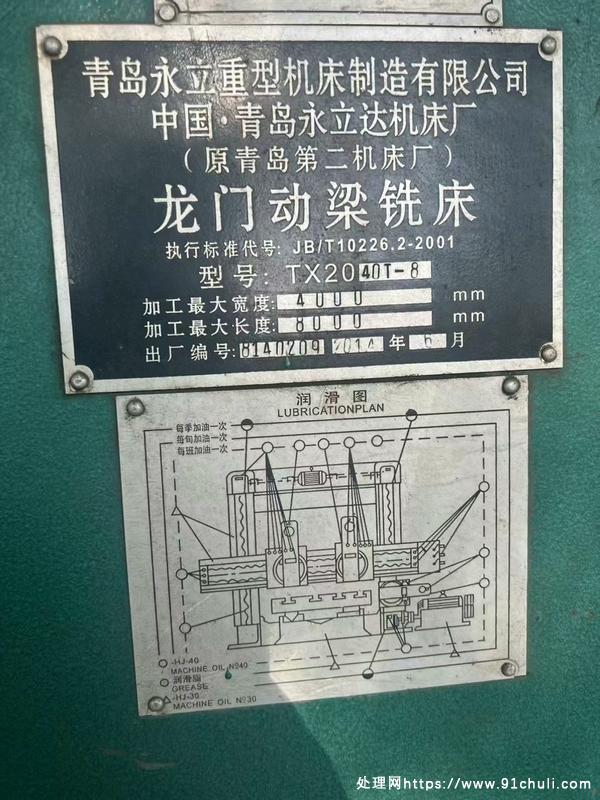 青岛永立重型机床制造有限公司
中国·青岛永立达机床厂
（原青岛第二机床厂）
龙门动梁铣床
执行标准代号: JB/T10226.2-2001
型号: TX2040T-8
加工最大宽度: 4000 mm
加工最大长度: 8000 mm
出厂编号: 8140209 2014 年 6 月
润滑图
LUBRICATIONPLAN
每季加油一次
每旬加油一次
每班加油一次
-HJ-40
MACHINE OIL №40
润滑脂
GREASE
-HJ-30
MACHINE OIL №30
处理网https://www.91chuli.com/